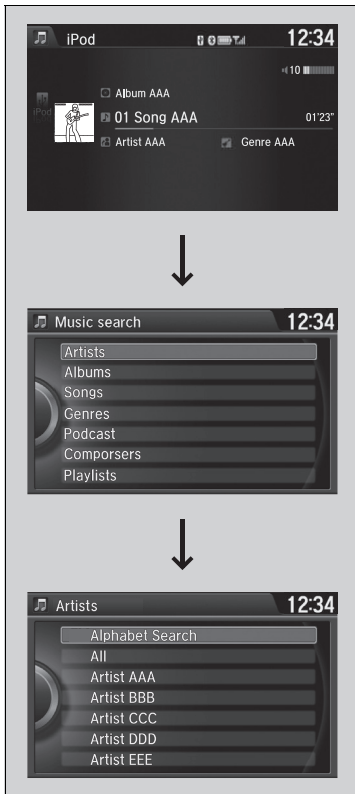 iPod 12:34
10
Album AAA
iPod
01 Song AAA 01'23"
Artist AAA Genre AAA
Music search 12:34
Artists
Albums
Songs
Genres
Podcast
Comporsers
Playlists
Artists 12:34
Alphabet Search
All
Artist AAA
Artist BBB
Artist CCC
Artist DDD
Artist EEE